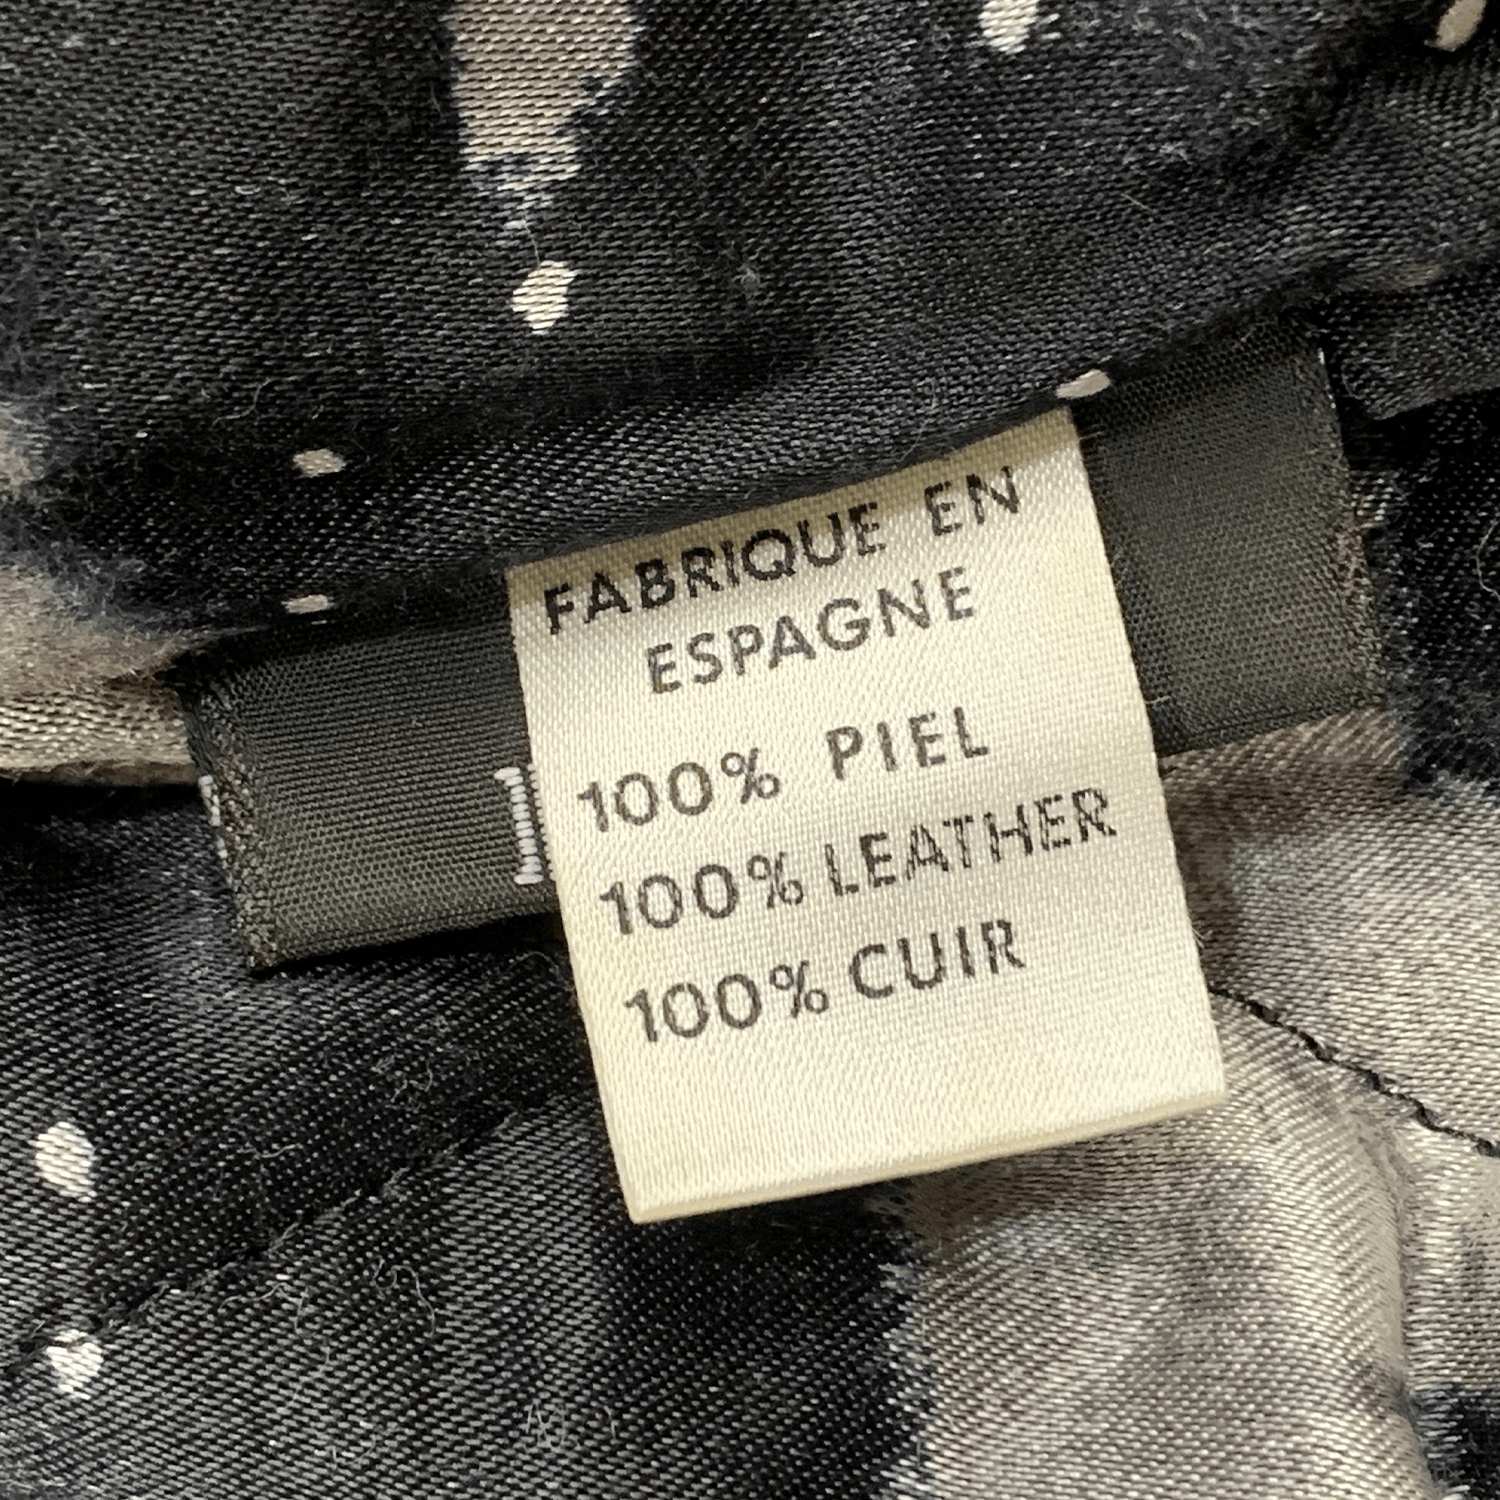 FABRIQUE EN
ESPAGNE
100% PIEL
100% LEATHER
100% CUIR